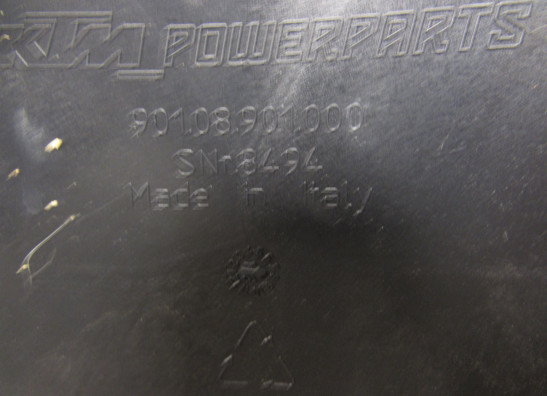 KTM POWERPARTS
901.08.901.000
SNr.8494
Made in Italy